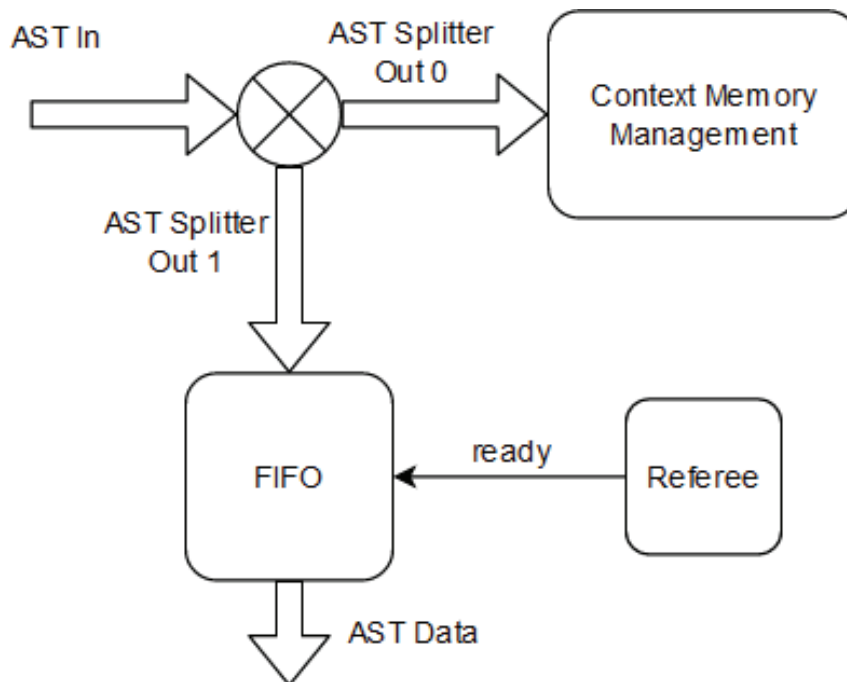 AST In
AST Splitter
Out 0
Context Memory
Management
AST Splitter
Out 1
FIFO
ready
Referee
AST Data